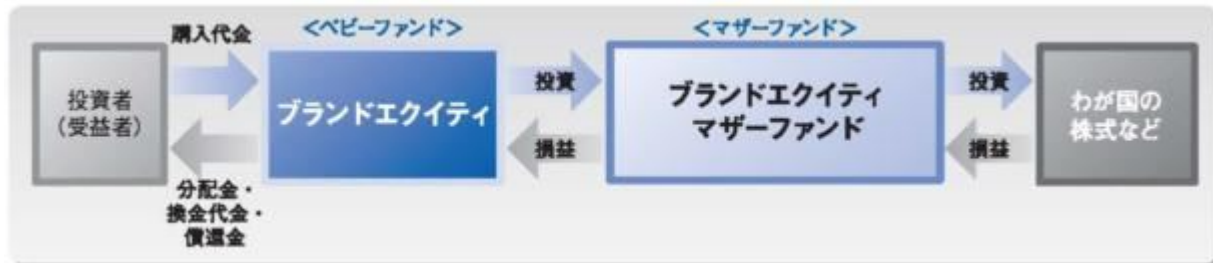 購入代金
＜ベビーファンド＞
＜マザーファンド＞
投資者
（受益者）
ブランドエクイティ
投資
損益
ブランドエクイティ
マザーファンド
投資
損益
わが国の
株式など
分配金・
換金代金・
償還金